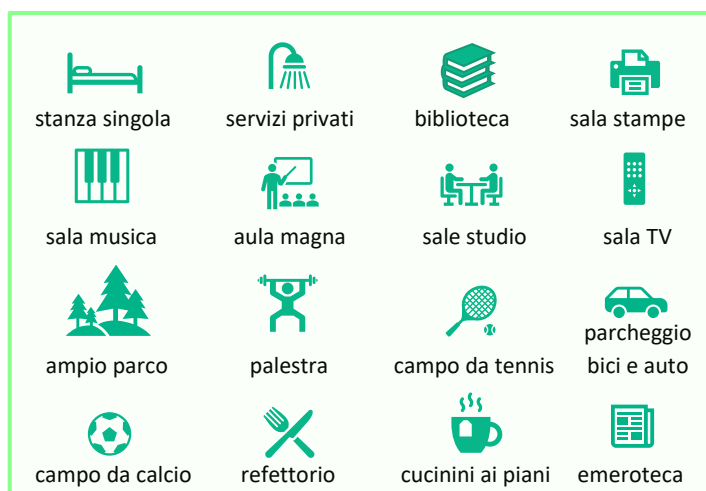 stanza singola
servizi privati
biblioteca
sala stampe
sala musica
aula magna
sale studio
sala TV
ampio parco
palestra
campo da tennis
parcheggio
bici e auto
campo da calcio
refettorio
cucinini ai piani
emeroteca